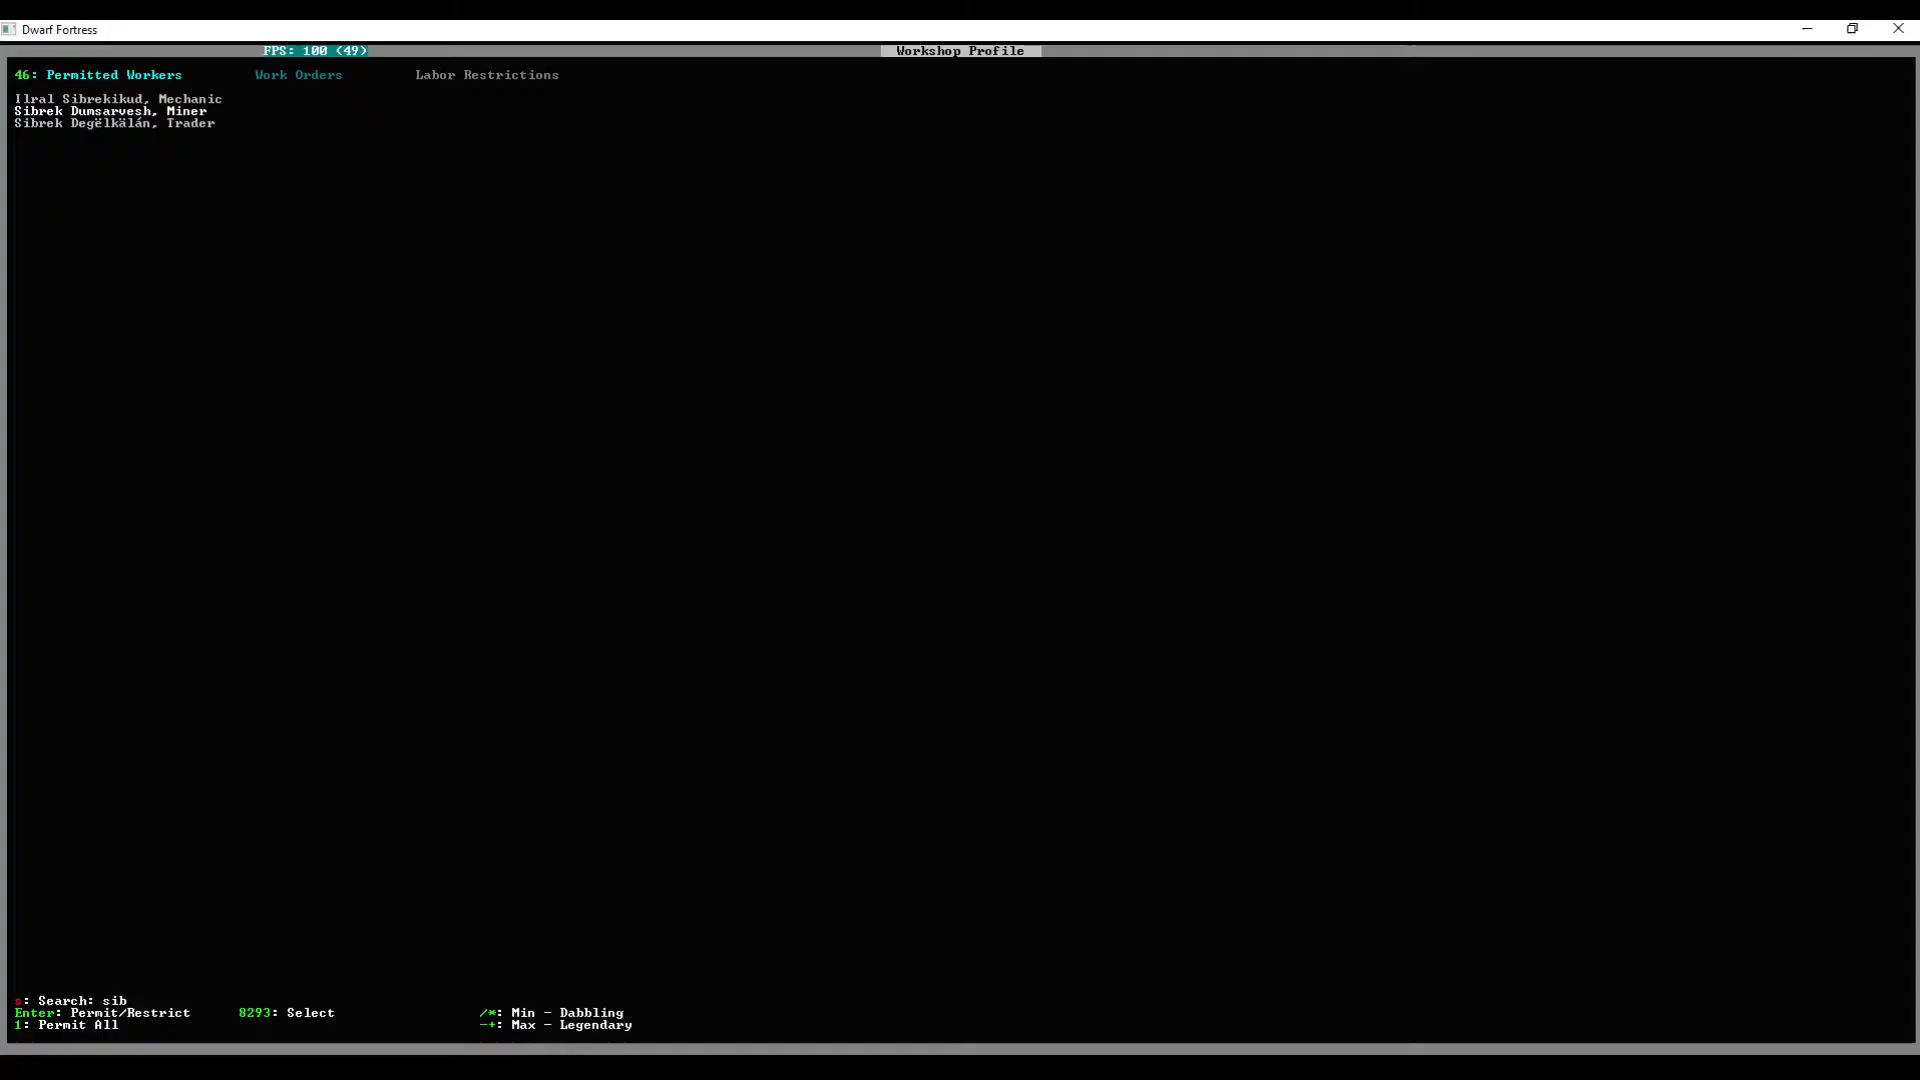 Dwarf Fortress
FPS: 100 (49)
Workshop Profile
46: Permitted Workers Work Orders Labor Restrictions
Ilral Sibrekikud, Mechanic
Sibrek Dumsarvesh, Miner
Sibrek Degëlkälán, Trader
s: Search: sib
Enter: Permit/Restrict 8293: Select /*: Min - Dabbling
1: Permit All -+: Max - Legendary